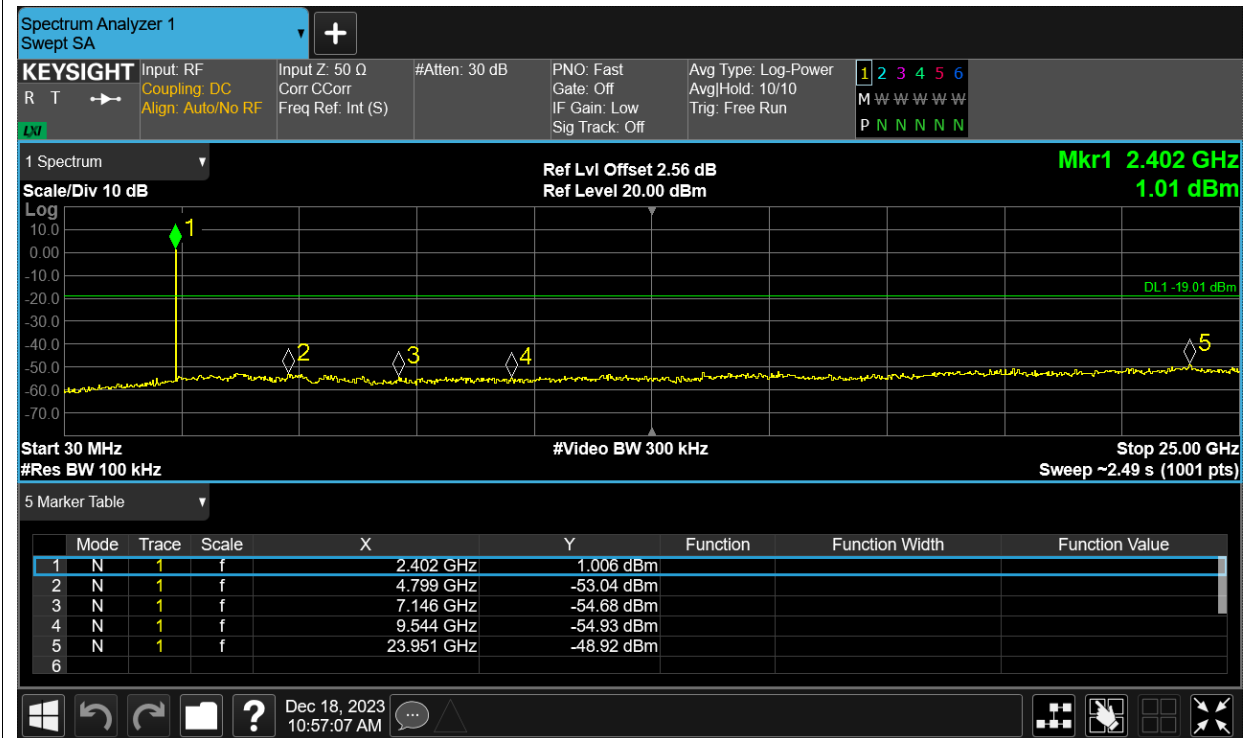 Spectrum Analyzer 1
Swept SA
KEYSIGHT
R T
LXI
Input: RF
Coupling: DC
Align: Auto/No RF
Input Z: 50 Ω
Corr CCorr
Freq Ref: Int (S)
#Atten: 30 dB
PNO: Fast
Gate: Off
IF Gain: Low
Sig Track: Off
Avg Type: Log-Power
Avg|Hold: 10/10
Trig: Free Run
1 2 3 4 5 6
M W W W W W
P N N N N N
1 Spectrum
Scale/Div 10 dB
Ref Lvl Offset 2.56 dB
Ref Level 20.00 dBm
Mkr1 2.402 GHz
1.01 dBm
Log
10.0
0.00
-10.0
-20.0
-30.0
-40.0
-50.0
-60.0
-70.0
1
2
3
4
5
DL1 -19.01 dBm
Start 30 MHz
#Video BW 300 kHz
Stop 25.00 GHz
#Res BW 100 kHz
Sweep ~2.49 s (1001 pts)
5 Marker Table
Mode Trace Scale X Y Function Function Width Function Value
1 N 1 f 2.402 GHz 1.006 dBm
2 N 1 f 4.799 GHz -53.04 dBm
3 N 1 f 7.146 GHz -54.68 dBm
4 N 1 f 9.544 GHz -54.93 dBm
5 N 1 f 23.951 GHz -48.92 dBm
6
?
Dec 18, 2023
10:57:07 AM